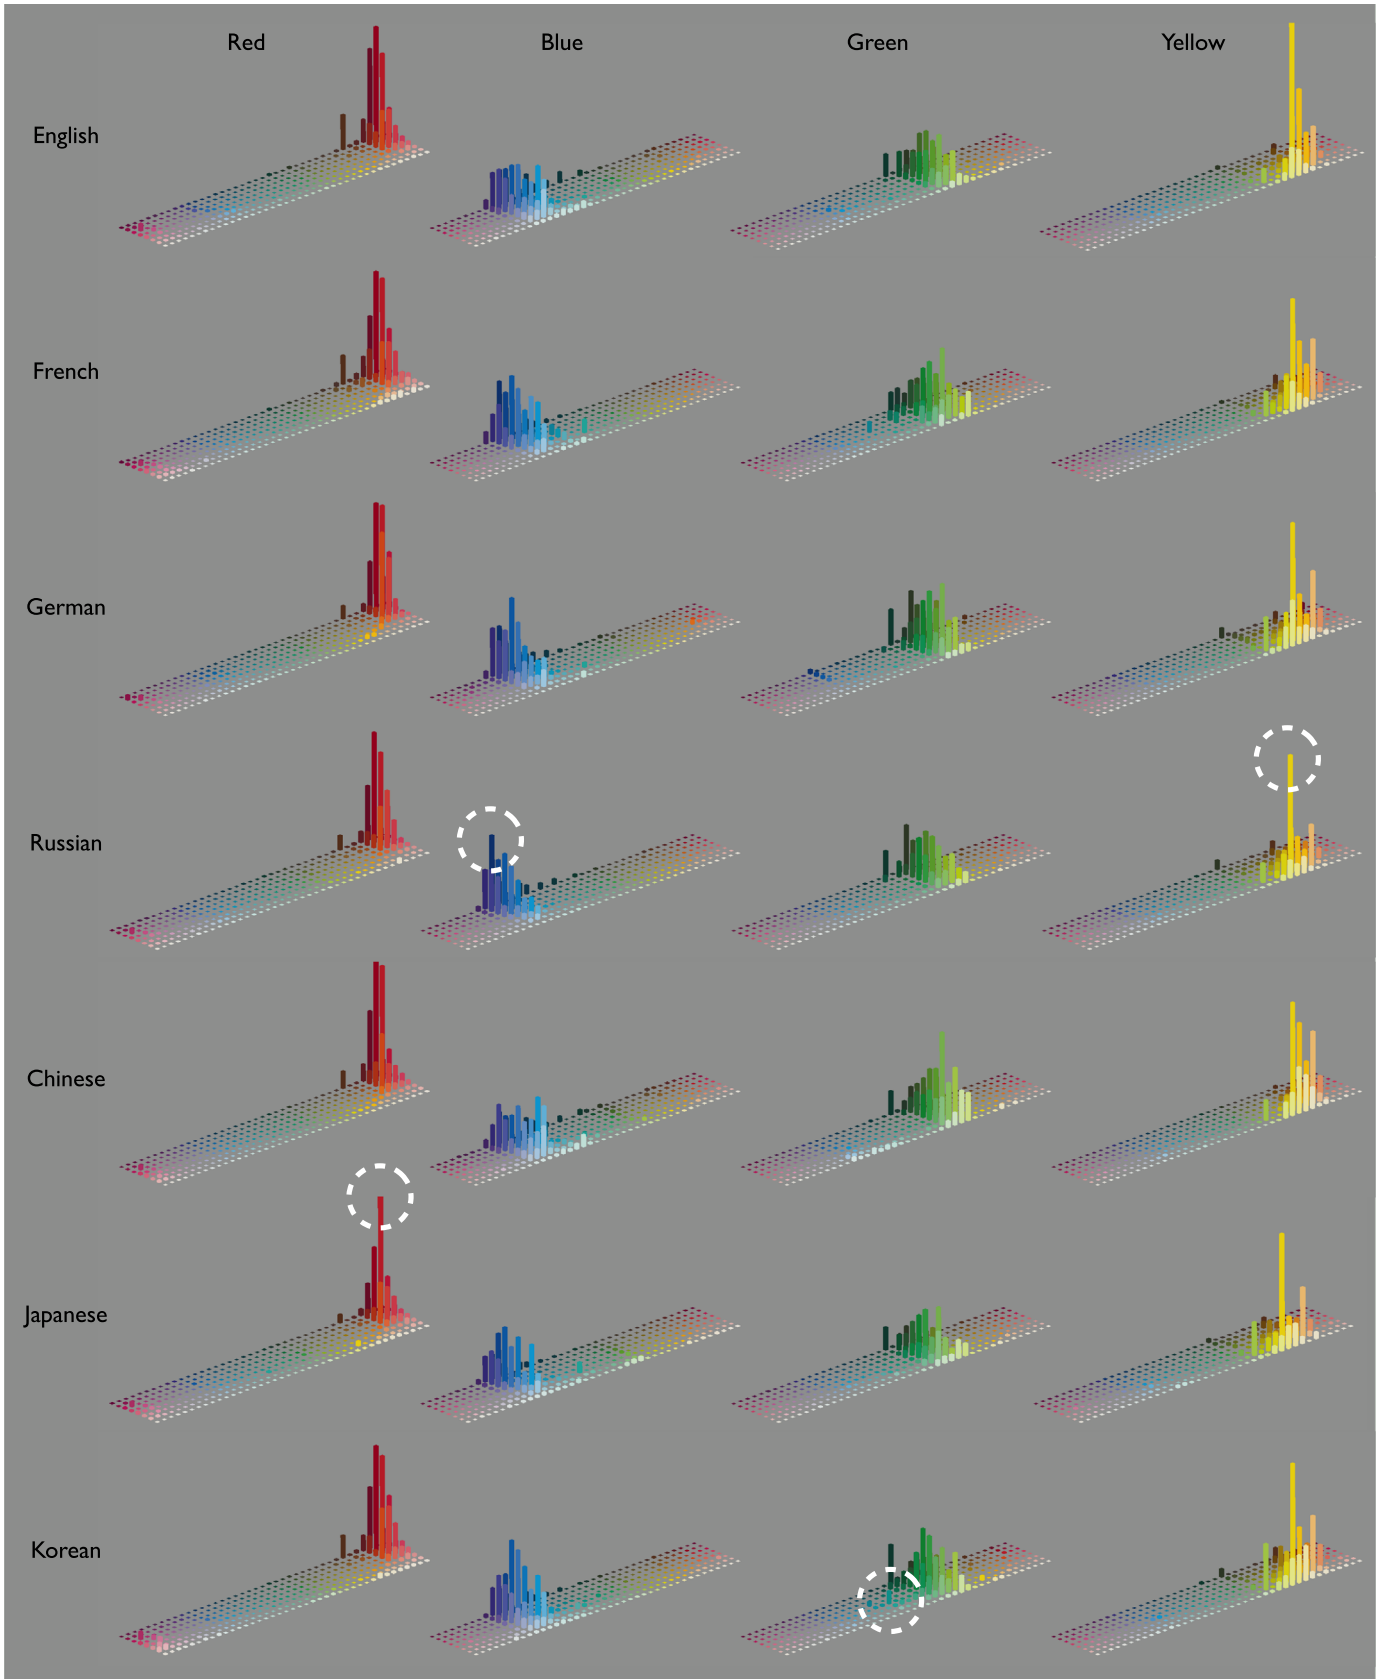 Red Blue Green Yellow
English
French
German
Russian
Chinese
Japanese
Korean